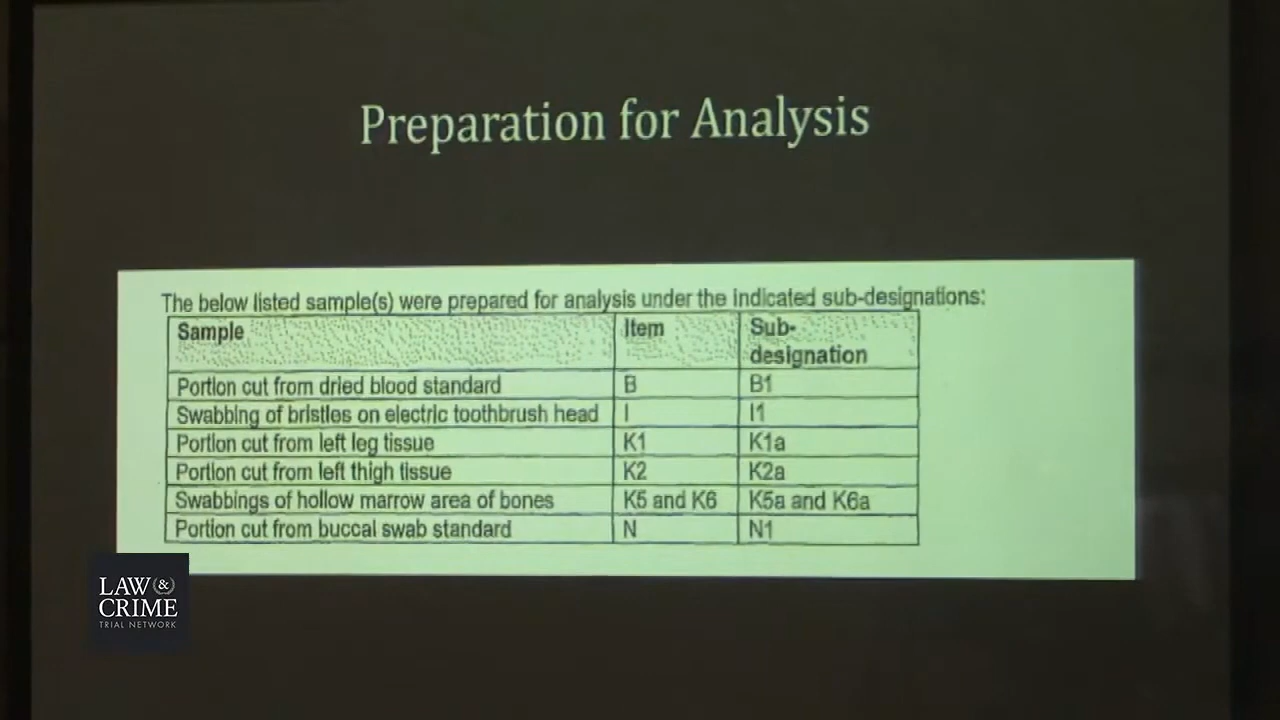 Preparation for Analysis
The below listed sample(s) were prepared for analysis under the indicated sub-designations:
Sample Item Sub-
designation
Portion cut from dried blood standard B B1
Swabbing of bristles on electric toothbrush head I I1
Portion cut from left leg tissue K1 K1a
Portion cut from left thigh tissue K2 K2a
Swabbings of hollow marrow area of bones K5 and K6 K5a and K6a
Portion cut from buccal swab standard N N1
LAW &
CRIME
TRIAL NETWORK